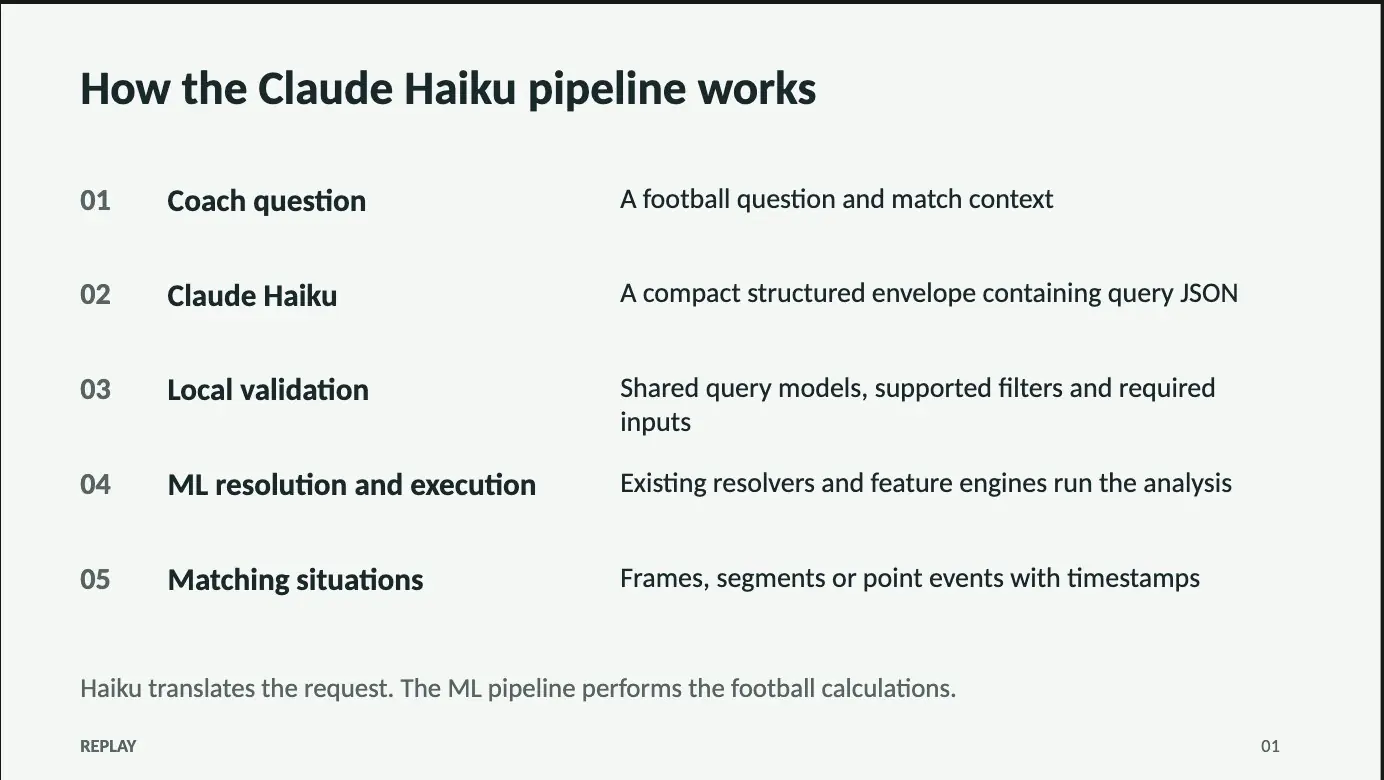 How the Claude Haiku pipeline works
01 Coach question A football question and match context
02 Claude Haiku A compact structured envelope containing query JSON
03 Local validation Shared query models, supported filters and required
inputs
04 ML resolution and execution Existing resolvers and feature engines run the analysis
05 Matching situations Frames, segments or point events with timestamps
Haiku translates the request. The ML pipeline performs the football calculations.
REPLAY 01